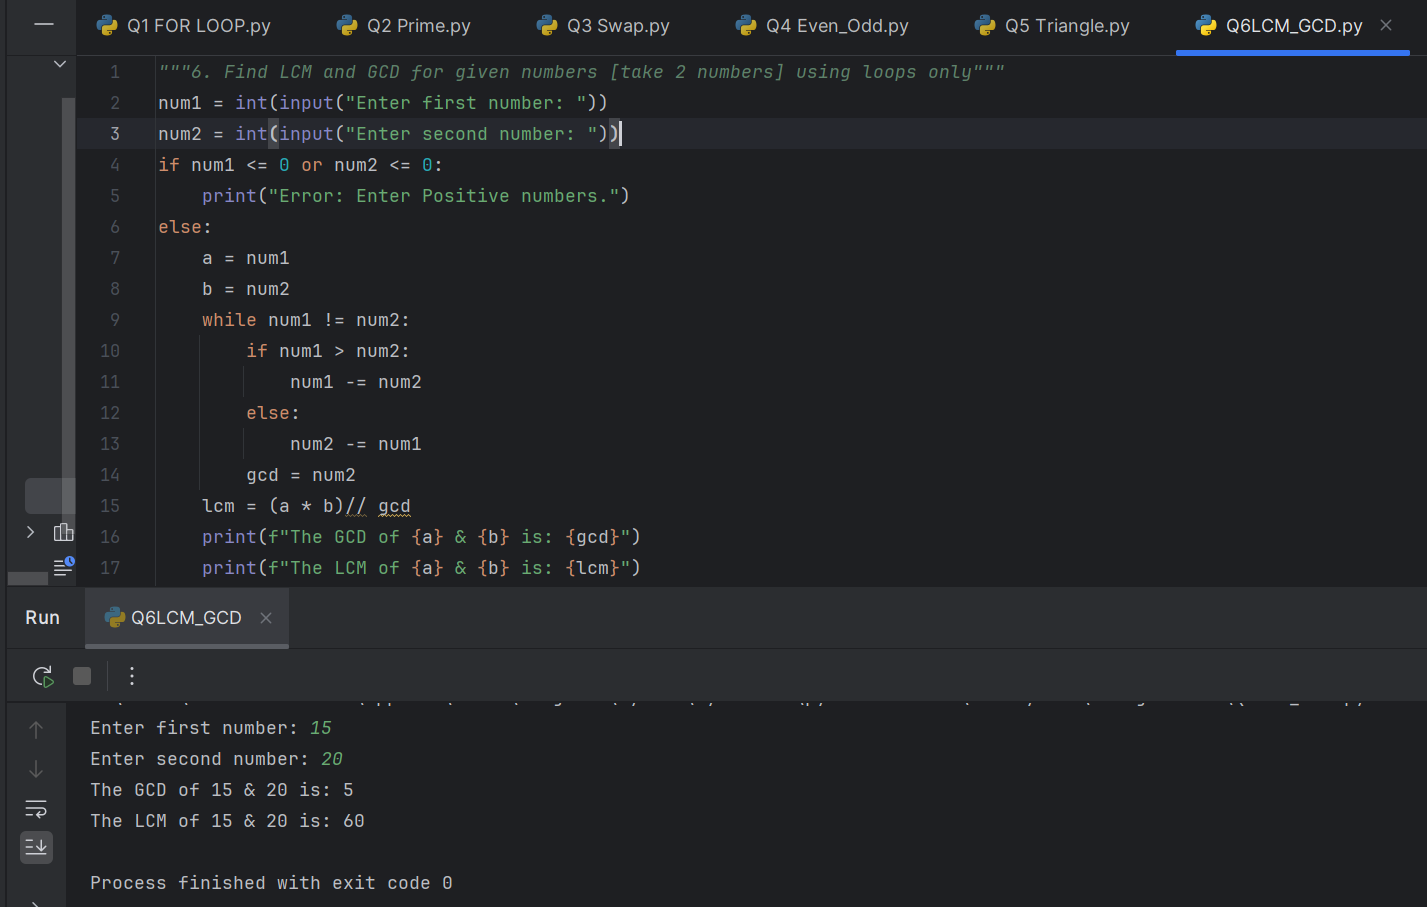 Q1 FOR LOOP.py Q2 Prime.py Q3 Swap.py Q4 Even_Odd.py Q5 Triangle.py Q6LCM_GCD.py
1 """6. Find LCM and GCD for given numbers [take 2 numbers] using loops only"""
2 num1 = int(input("Enter first number: "))
3 num2 = int(input("Enter second number: "))
4 if num1 <= 0 or num2 <= 0:
5     print("Error: Enter Positive numbers.")
6 else:
7     a = num1
8     b = num2
9     while num1 != num2:
10         if num1 > num2:
11             num1 -= num2
12         else:
13             num2 -= num1
14         gcd = num2
15     lcm = (a * b)// gcd
16     print(f"The GCD of {a} & {b} is: {gcd}")
17     print(f"The LCM of {a} & {b} is: {lcm}")
Run Q6LCM_GCD
Enter first number: 15
Enter second number: 20
The GCD of 15 & 20 is: 5
The LCM of 15 & 20 is: 60
Process finished with exit code 0